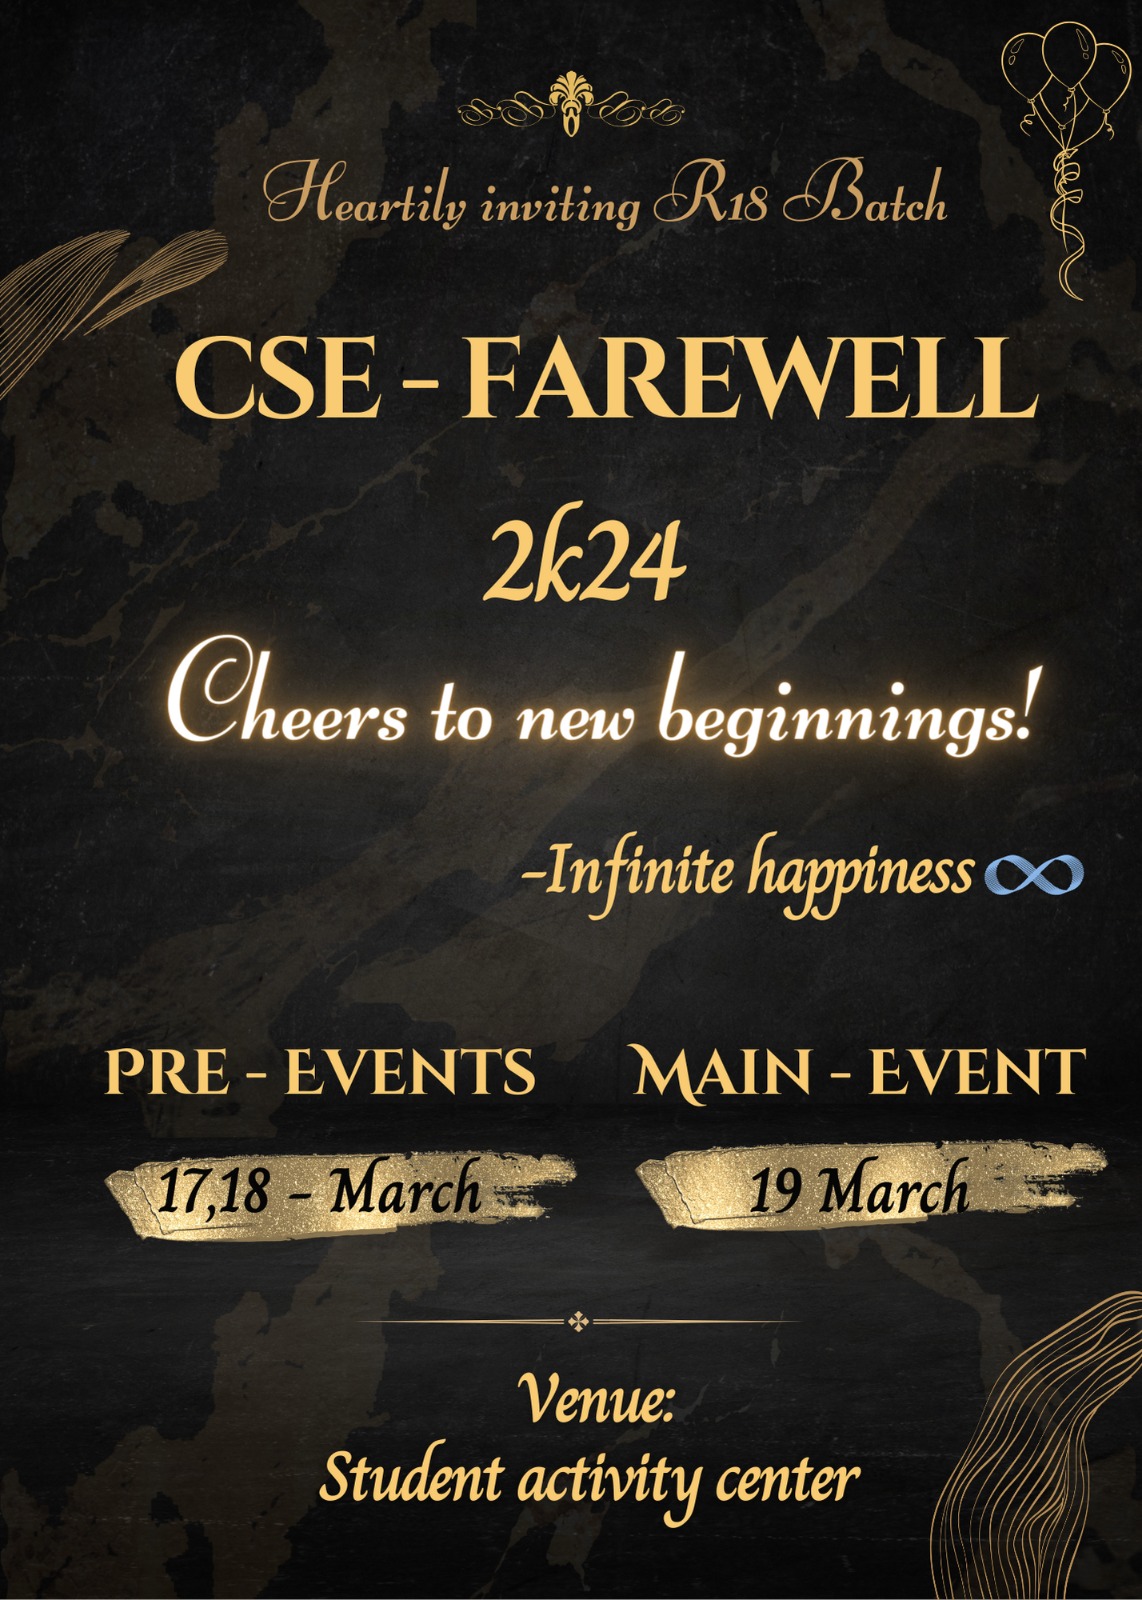 Heartily inviting R18 Batch
CSE - FAREWELL
2k24
Cheers to new beginnings!
-Infinite happiness ∞
PRE - EVENTS
17,18 - March
MAIN - EVENT
19 March
Venue:
Student activity center